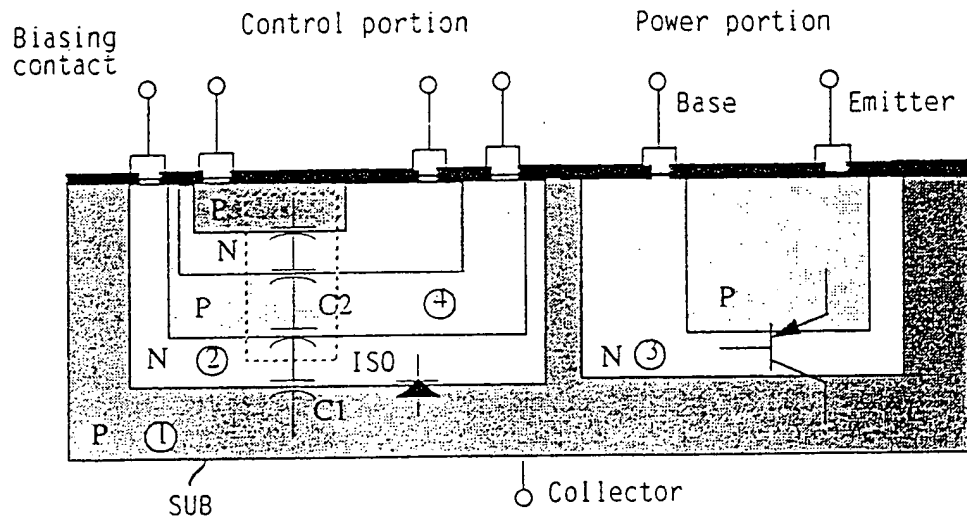 Biasing
contact
Control portion
Power portion
Base
Emitter
P
N
P
C2
④
N
②
ISO
C1
P
N
③
P
①
SUB
Collector